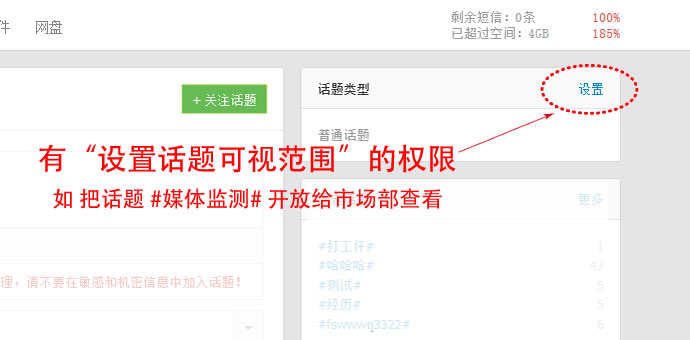 件 网盘
剩余短信：0条 100%
已超过空间：4GB 185%
+ 关注话题
话题类型 设置
普通话题
有“设置话题可视范围”的权限
如 把话题 #媒体监测# 开放给市场部查看
更多
#打工仔# 1
#哈哈哈# 43
#测试# 5
#经历# 5
#fswwwq3322# 6
理，请不要在敏感和机密信息中加入话题！